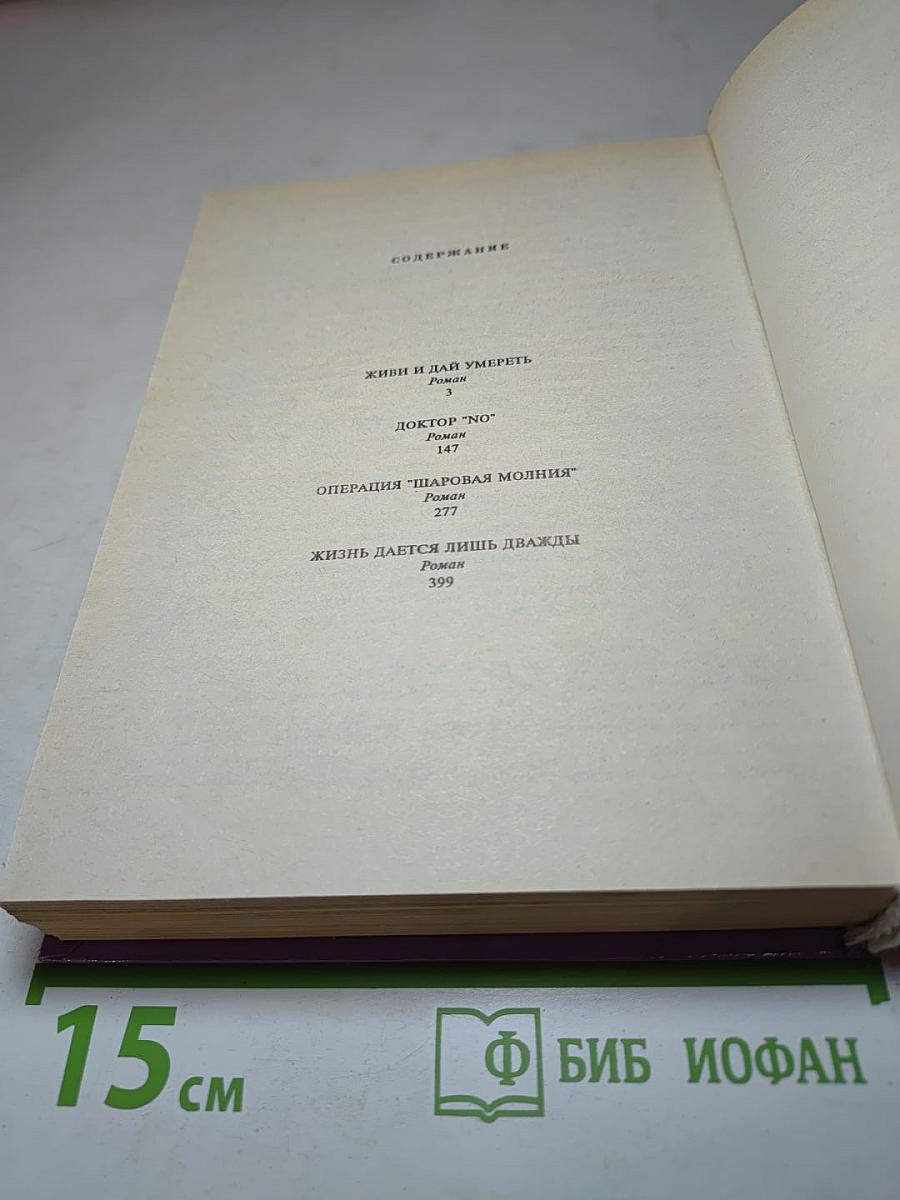 СОДЕРЖАНИЕ
ЖИВИ И ДАЙ УМЕРЕТЬ
Роман
3
ДОКТОР "NO"
Роман
147
ОПЕРАЦИЯ "ШАРОВАЯ МОЛНИЯ"
Роман
277
ЖИЗНЬ ДАЕТСЯ ЛИШЬ ДВАЖДЫ
Роман
399
15 см
Ф БИБ ИОФАН